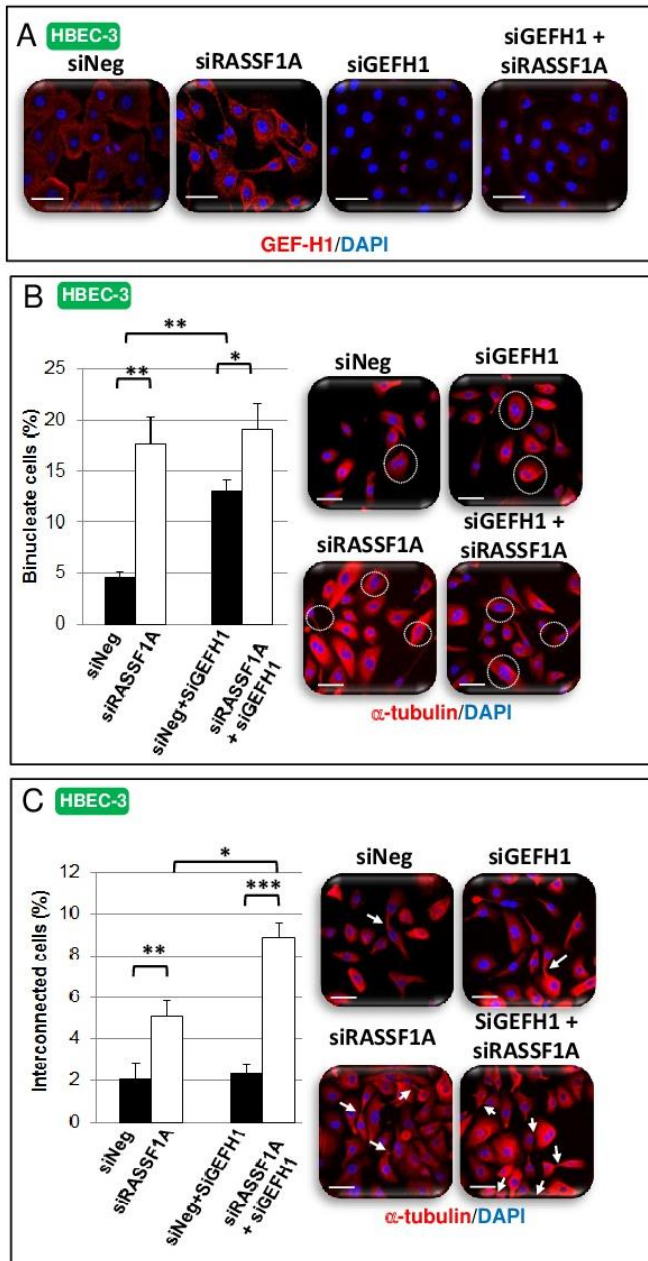 A HBEC-3
siNeg
siRASSF1A
siGEFH1
siGEFH1 +
siRASSF1A
GEF-H1/DAPI
B HBEC-3
**
**
*
25
20
15
10
5
0
Binucleate cells (%)
siNeg
siRASSF1A
siNeg+SiGEFH1
siRASSF1A
+ siGEFH1
siNeg
siGEFH1
siRASSF1A
siGEFH1 +
siRASSF1A
α-tubulin/DAPI
C HBEC-3
*
***
**
12
10
8
6
4
2
0
Interconnected cells (%)
siNeg
siRASSF1A
siNeg+SiGEFH1
siRASSF1A
+ siGEFH1
siNeg
siGEFH1
siRASSF1A
SiGEFH1 +
siRASSF1A
α-tubulin/DAPI